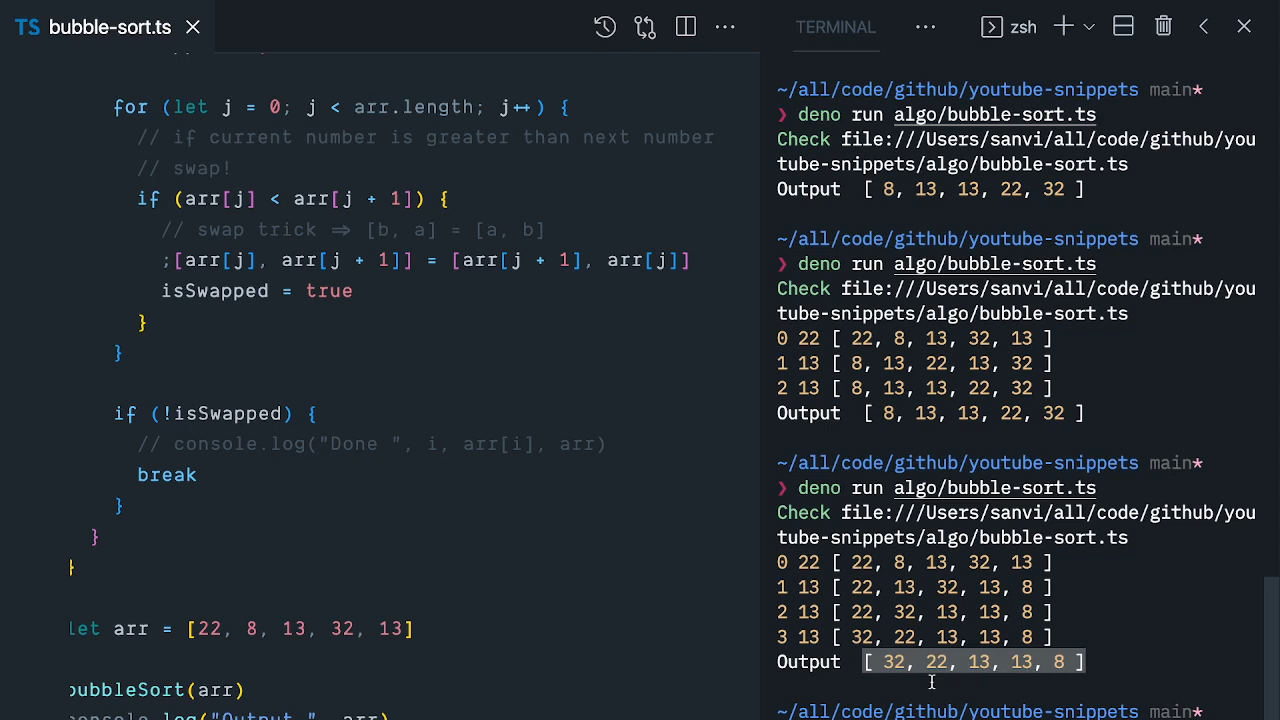 TS bubble-sort.ts
for (let j = 0; j < arr.length; j++) {
// if current number is greater than next number
// swap!
if (arr[j] < arr[j + 1]) {
// swap trick => [b, a] = [a, b]
;[arr[j], arr[j + 1]] = [arr[j + 1], arr[j]]
isSwapped = true
}
}
if (!isSwapped) {
// console.log("Done ", i, arr[i], arr)
break
}
}
}
let arr = [22, 8, 13, 32, 13]
bubbleSort(arr)
console.log("Output ", arr)
TERMINAL
zsh
~/all/code/github/youtube-snippets main*
❯ deno run algo/bubble-sort.ts
Check file:///Users/sanvi/all/code/github/you
tube-snippets/algo/bubble-sort.ts
Output [ 8, 13, 13, 22, 32 ]
~/all/code/github/youtube-snippets main*
❯ deno run algo/bubble-sort.ts
Check file:///Users/sanvi/all/code/github/you
tube-snippets/algo/bubble-sort.ts
0 22 [ 22, 8, 13, 32, 13 ]
1 13 [ 8, 13, 22, 13, 32 ]
2 13 [ 8, 13, 13, 22, 32 ]
Output [ 8, 13, 13, 22, 32 ]
~/all/code/github/youtube-snippets main*
❯ deno run algo/bubble-sort.ts
Check file:///Users/sanvi/all/code/github/you
tube-snippets/algo/bubble-sort.ts
0 22 [ 22, 8, 13, 32, 13 ]
1 13 [ 22, 13, 32, 13, 8 ]
2 13 [ 22, 32, 13, 13, 8 ]
3 13 [ 32, 22, 13, 13, 8 ]
Output [ 32, 22, 13, 13, 8 ]
~/all/code/github/youtube-snippets main*